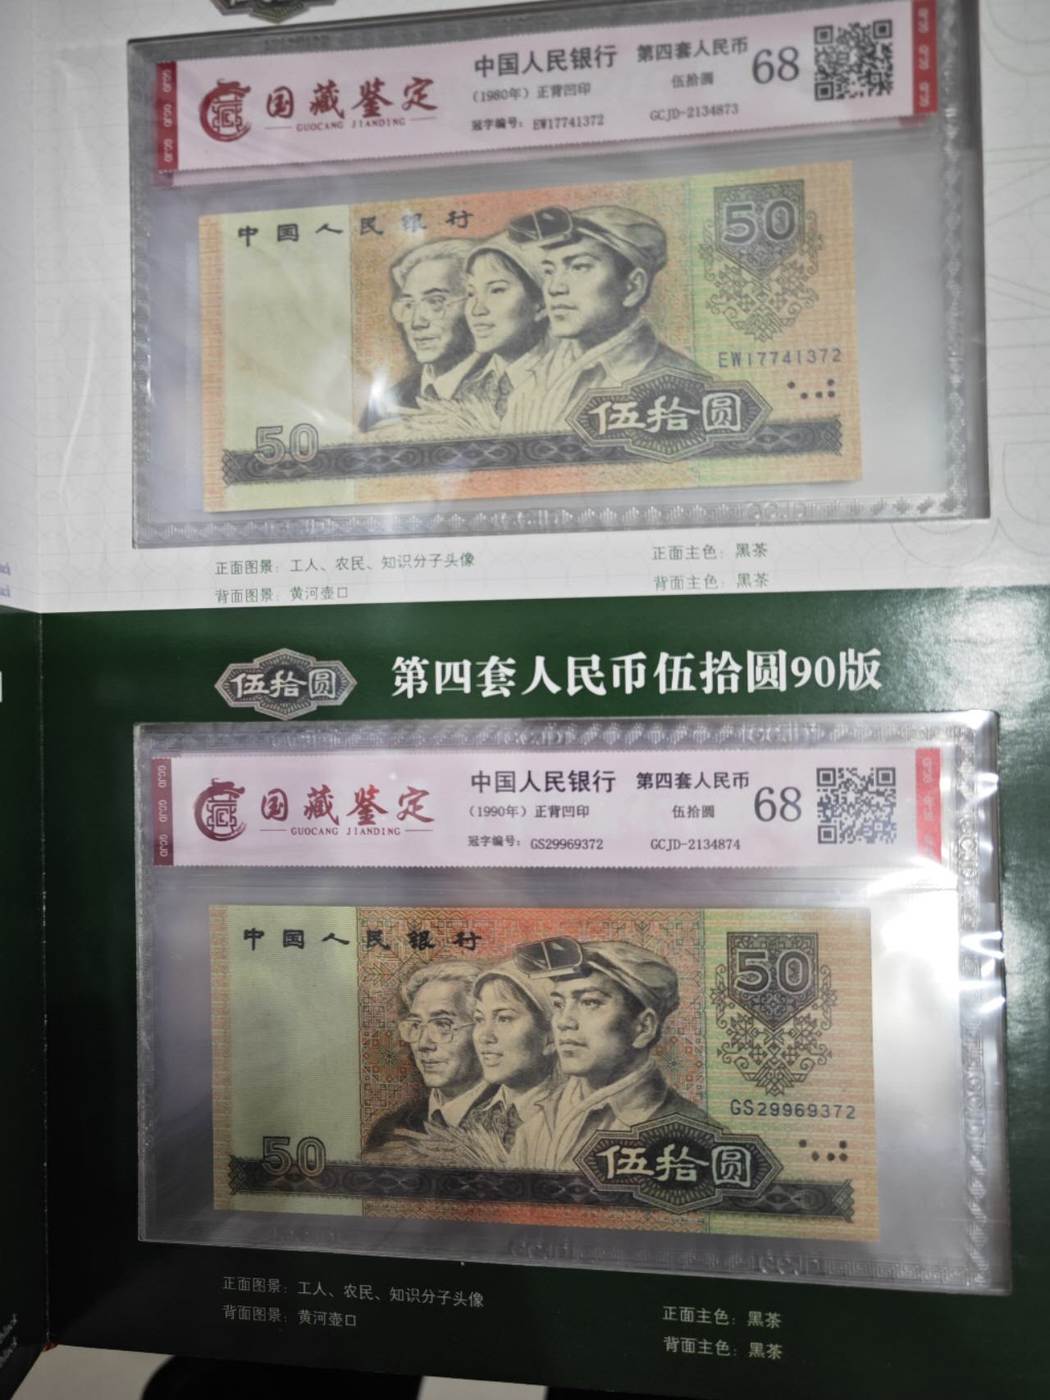 国藏鉴定
GUOCANG JIANDING
中国人民银行 第四套人民币 68
(1980年) 正背凹印 伍拾圆
冠字编号: EW17741372 GCJD-2134873
GCJD GCJD GCJD
中国人民银行
50
EW17741372
伍拾圆
50
正面图景: 工人、农民、知识分子头像
背面图景: 黄河壶口
正面主色: 黑茶
背面主色: 黑茶
伍拾圆
第四套人民币伍拾圆90版
国藏鉴定
GUOCANG JIANDING
中国人民银行 第四套人民币 68
(1990年) 正背凹印 伍拾圆
冠字编号: GS29969372 GCJD-2134874
GCJD GCJD GCJD
中国人民银行
50
GS29969372
伍拾圆
50
正面图景: 工人、农民、知识分子头像
背面图景: 黄河壶口
正面主色: 黑茶
背面主色: 黑茶